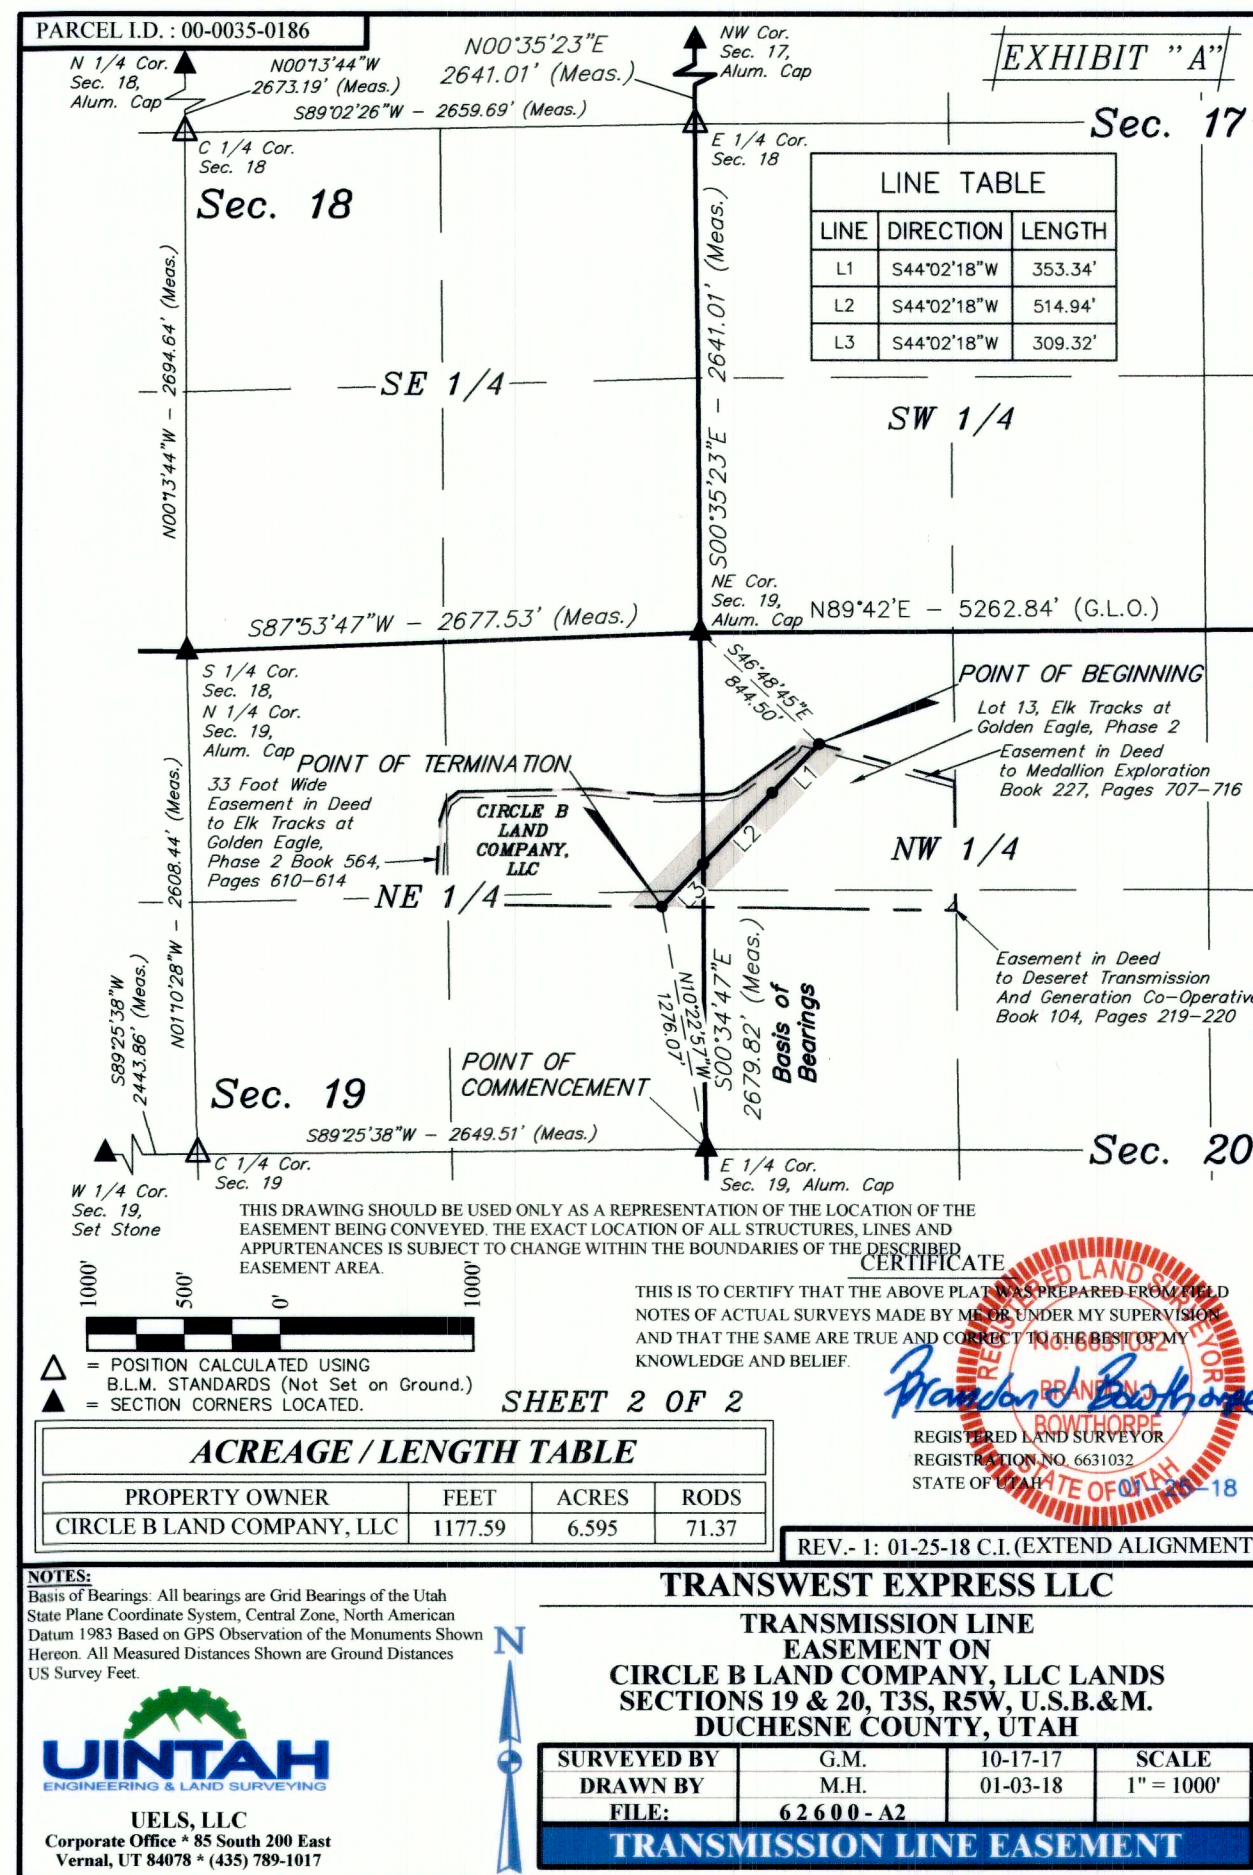 PARCEL I.D. : 00-0035-0186
EXHIBIT "A"
N 1/4 Cor.
Sec. 18,
Alum. Cap
N00°13'44"W
2673.19' (Meas.)
N00°35'23"E
2641.01' (Meas.)
NW Cor.
Sec. 17,
Alum. Cap
S89°02'26"W - 2659.69' (Meas.)
C 1/4 Cor.
Sec. 18
E 1/4 Cor.
Sec. 18
Sec. 17
Sec. 18
LINE TABLE
LINE DIRECTION LENGTH
L1 S44°02'18"W 353.34'
L2 S44°02'18"W 514.94'
L3 S44°02'18"W 309.32'
N00°13'44"W - 2694.64' (Meas.)
S00°35'23"E - 2641.01' (Meas.)
SE 1/4
SW 1/4
NE Cor.
Sec. 19,
Alum. Cap
N89°42'E - 5262.84' (G.L.O.)
S87°53'47"W - 2677.53' (Meas.)
S 1/4 Cor.
Sec. 18,
N 1/4 Cor.
Sec. 19,
Alum. Cap
S46°48'45"E
844.50'
POINT OF BEGINNING
Lot 13, Elk Tracks at
Golden Eagle, Phase 2
Easement in Deed
to Medallion Exploration
Book 227, Pages 707-716
POINT OF TERMINATION
33 Foot Wide
Easement in Deed
to Elk Tracks at
Golden Eagle,
Phase 2 Book 564,
Pages 610-614
CIRCLE B
LAND
COMPANY,
LLC
L1
L2
L3
NW 1/4
NE 1/4
N01°10'28"W - 2608.44' (Meas.)
S89°25'38"W
2443.86' (Meas.)
N10°22'57"W
1276.07'
S00°34'47"E
2679.82' (Meas.)
Basis of
Bearings
Easement in Deed
to Deseret Transmission
And Generation Co-Operative
Book 104, Pages 219-220
POINT OF
COMMENCEMENT
Sec. 19
S89°25'38"W - 2649.51' (Meas.)
Sec. 20
C 1/4 Cor.
Sec. 19
E 1/4 Cor.
Sec. 19, Alum. Cap
W 1/4 Cor.
Sec. 19,
Set Stone
THIS DRAWING SHOULD BE USED ONLY AS A REPRESENTATION OF THE LOCATION OF THE
EASEMENT BEING CONVEYED. THE EXACT LOCATION OF ALL STRUCTURES, LINES AND
APPURTENANCES IS SUBJECT TO CHANGE WITHIN THE BOUNDARIES OF THE DESCRIBED
EASEMENT AREA.
1000' 500' 0' 1000'
= POSITION CALCULATED USING
B.L.M. STANDARDS (Not Set on Ground.)
= SECTION CORNERS LOCATED.
SHEET 2 OF 2
CERTIFICATE
THIS IS TO CERTIFY THAT THE ABOVE PLAT WAS PREPARED FROM FIELD
NOTES OF ACTUAL SURVEYS MADE BY ME OR UNDER MY SUPERVISION
AND THAT THE SAME ARE TRUE AND CORRECT TO THE BEST OF MY
KNOWLEDGE AND BELIEF.
REGISTERED LAND SURVEYOR
No. 6631032
BRANDON J.
BOWTHORPE
STATE OF UTAH
Brandon J Bowthorpe
01-25-18
REGISTERED LAND SURVEYOR
REGISTRATION NO. 6631032
STATE OF UTAH
ACREAGE / LENGTH TABLE
PROPERTY OWNER FEET ACRES RODS
CIRCLE B LAND COMPANY, LLC 1177.59 6.595 71.37
REV.- 1: 01-25-18 C.I. (EXTEND ALIGNMENT
NOTES:
Basis of Bearings: All bearings are Grid Bearings of the Utah
State Plane Coordinate System, Central Zone, North American
Datum 1983 Based on GPS Observation of the Monuments Shown
Hereon. All Measured Distances Shown are Ground Distances
US Survey Feet.
N
UINTAH
ENGINEERING & LAND SURVEYING
UELS, LLC
Corporate Office * 85 South 200 East
Vernal, UT 84078 * (435) 789-1017
TRANSWEST EXPRESS LLC
TRANSMISSION LINE
EASEMENT ON
CIRCLE B LAND COMPANY, LLC LANDS
SECTIONS 19 & 20, T3S, R5W, U.S.B.&M.
DUCHESNE COUNTY, UTAH
SURVEYED BY G.M. 10-17-17 SCALE
DRAWN BY M.H. 01-03-18 1" = 1000'
FILE: 62600-A2
TRANSMISSION LINE EASEMENT